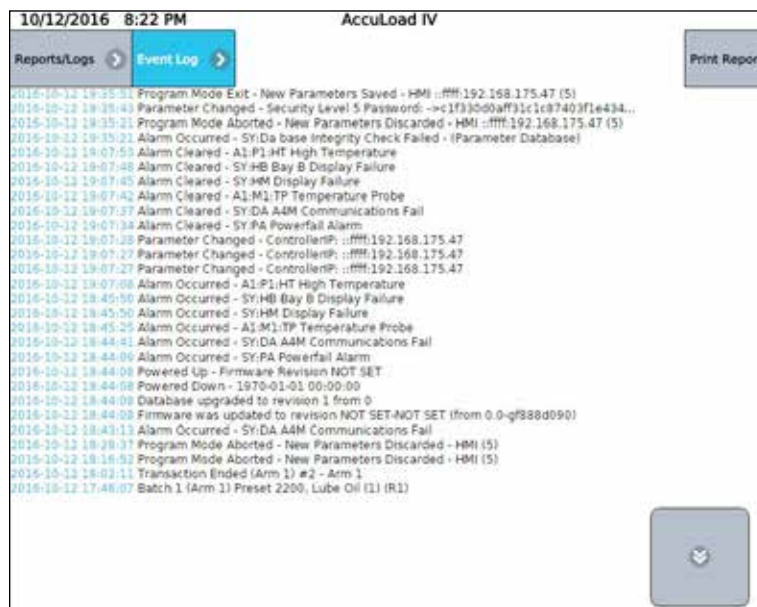 10/12/2016 8:22 PM AccuLoad IV
Reports/Logs Event Log Print Repor
2016-10-12 19:35:51 Program Mode Exit - New Parameters Saved - HMI ::ffff:192.168.175.47 (5)
2016-10-12 19:35:43 Parameter Changed - Security Level 5 Password: ->c1f330d0aff31c1c87403f1e434...
2016-10-12 19:35:21 Program Mode Aborted - New Parameters Discarded - HMI ::ffff:192.168.175.47 (5)
2016-10-12 19:35:21 Alarm Occurred - SY:Da base Integrity Check Failed - (Parameter Database)
2016-10-12 19:07:53 Alarm Cleared - A1:P1:HT High Temperature
2016-10-12 19:07:48 Alarm Cleared - SY:HB Bay B Display Failure
2016-10-12 19:07:45 Alarm Cleared - SY:HM Display Failure
2016-10-12 19:07:42 Alarm Cleared - A1:M1:TP Temperature Probe
2016-10-12 19:07:37 Alarm Cleared - SY:DA A4M Communications Fail
2016-10-12 19:07:34 Alarm Cleared - SY:PA Powerfail Alarm
2016-10-12 19:07:28 Parameter Changed - ControllerIP: ::ffff:192.168.175.47
2016-10-12 19:07:27 Parameter Changed - ControllerIP: ::ffff:192.168.175.47
2016-10-12 19:07:27 Parameter Changed - ControllerIP: ::ffff:192.168.175.47
2016-10-12 19:07:08 Alarm Occurred - A1:P1:HT High Temperature
2016-10-12 18:45:50 Alarm Occurred - SY:HB Bay B Display Failure
2016-10-12 18:45:50 Alarm Occurred - SY:HM Display Failure
2016-10-12 18:45:25 Alarm Occurred - A1:M1:TP Temperature Probe
2016-10-12 18:44:41 Alarm Occurred - SY:DA A4M Communications Fail
2016-10-12 18:44:09 Alarm Occurred - SY:PA Powerfail Alarm
2016-10-12 18:44:08 Powered Up - Firmware Revision NOT SET
2016-10-12 18:44:08 Powered Down - 1970-01-01 00:00:00
2016-10-12 18:44:08 Database upgraded to revision 1 from 0
2016-10-12 18:44:08 Firmware was updated to revision NOT SET-NOT SET (from 0.0-gf888d090)
2016-10-12 18:43:13 Alarm Occurred - SY:DA A4M Communications Fail
2016-10-12 18:28:37 Program Mode Aborted - New Parameters Discarded - HMI (5)
2016-10-12 18:16:52 Program Mode Aborted - New Parameters Discarded - HMI (5)
2016-10-12 18:02:11 Transaction Ended (Arm 1) #2 - Arm 1
2016-10-12 17:46:07 Batch 1 (Arm 1) Preset 2200, Lube Oil (1) (R1)